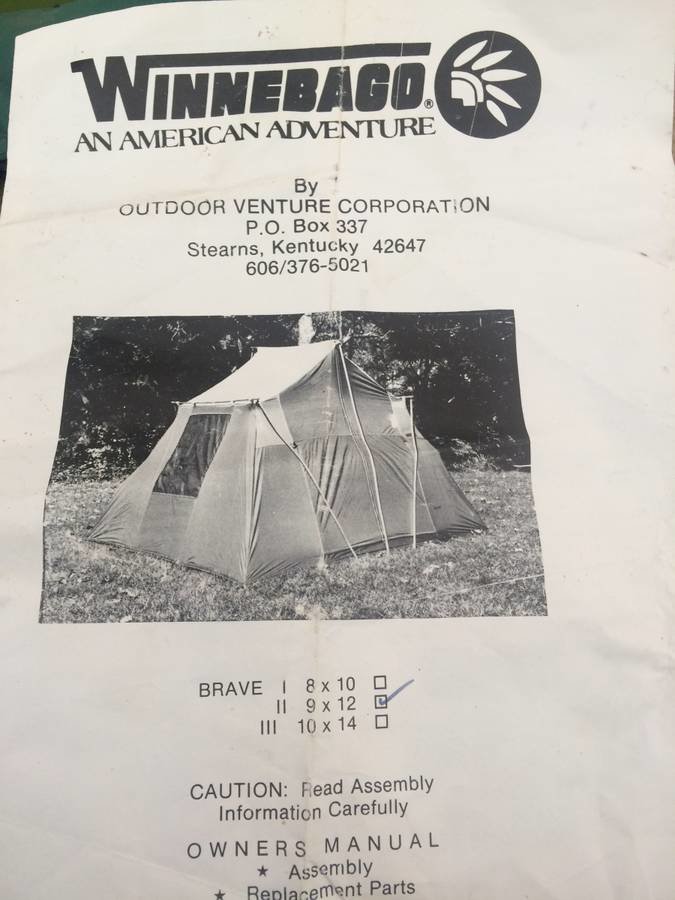 WINNEBAGO®
AN AMERICAN ADVENTURE
By
OUTDOOR VENTURE CORPORATION
P.O. Box 337
Stearns, Kentucky 42647
606/376-5021
BRAVE I 8 x 10 ☐
II 9 x 12 ☑
III 10 x 14 ☐
CAUTION: Read Assembly
Information Carefully
OWNERS MANUAL
★ Assembly
★ Replacement Parts